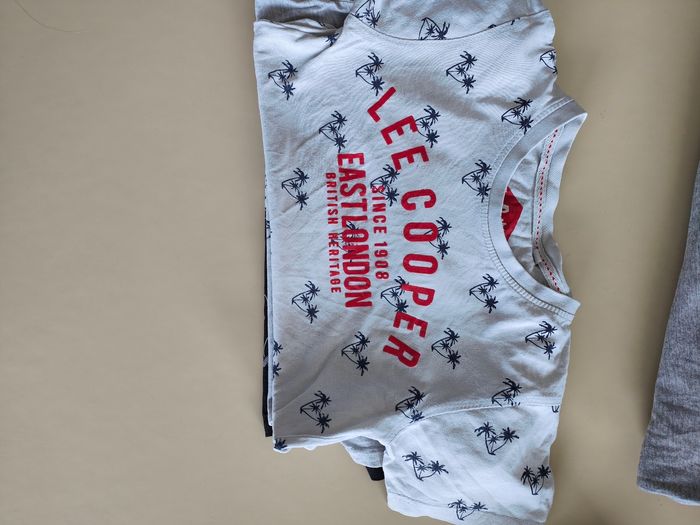 LEE COOPER
SINCE 1908
EAST LONDON
BRITISH HERITAGE